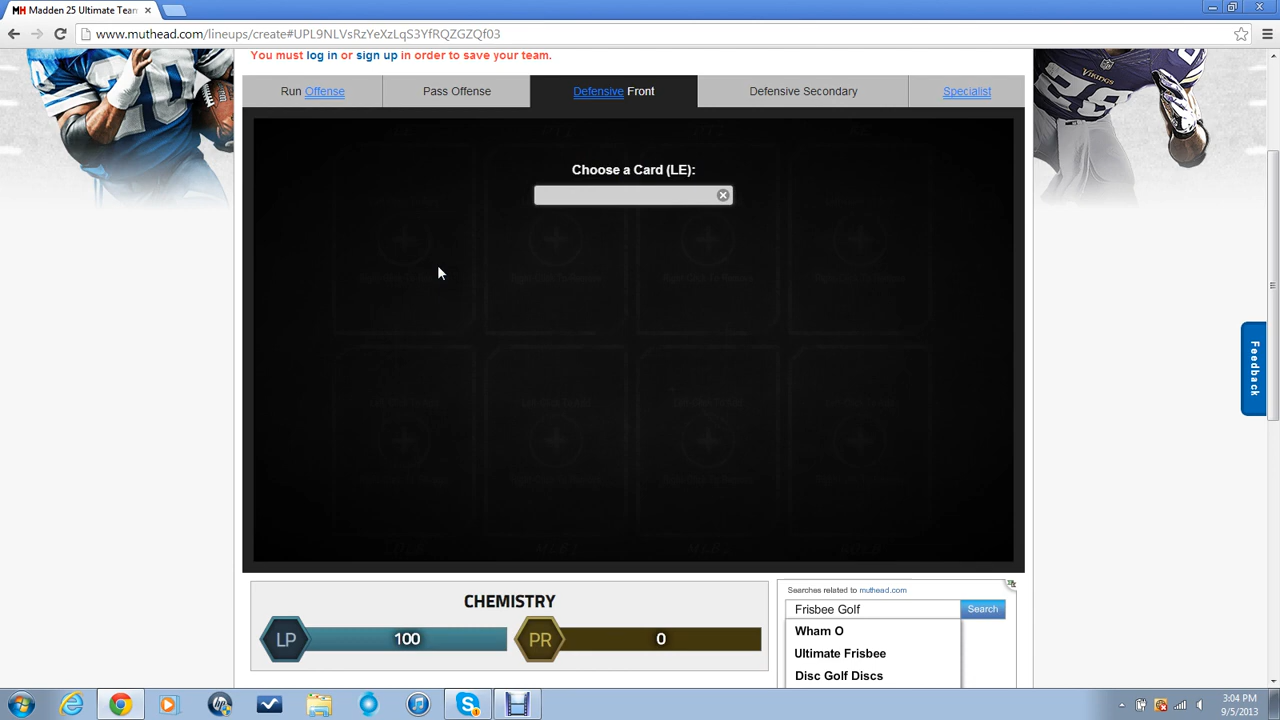 MH Madden 25 Ultimate Tean
www.muthead.com/lineups/create#UPL9NLVsRzYeXzLqS3YfRQZGZQf03
You must log in or sign up in order to save your team.
Run Offense Pass Offense Defensive Front Defensive Secondary Specialist
Choose a Card (LE):
Feedback
CHEMISTRY
LP 100 PR 0
Searches related to muthead.com
Frisbee Golf Search
Wham O
Ultimate Frisbee
Disc Golf Discs
3:04 PM
9/5/2013